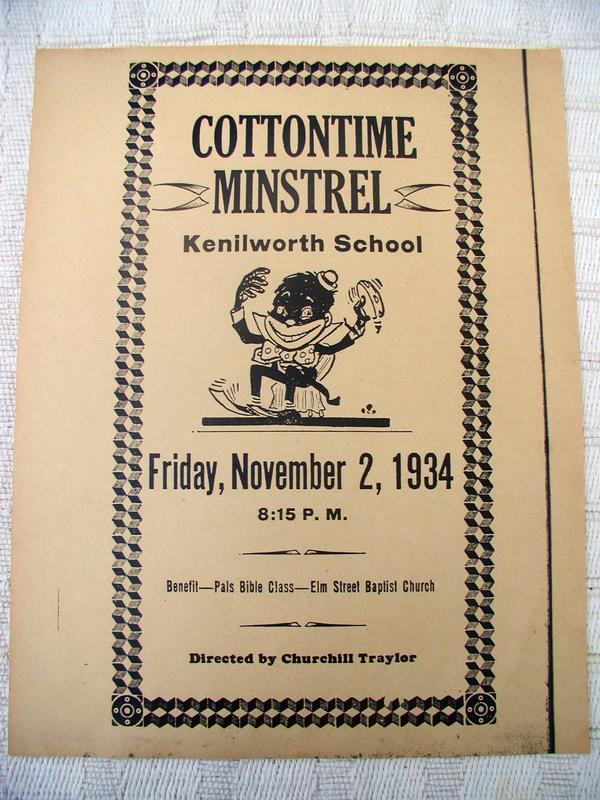 COTTONTIME
MINSTREL
Kenilworth School
Friday, November 2, 1934
8:15 P. M.
Benefit—Pals Bible Class—Elm Street Baptist Church
Directed by Churchill Traylor